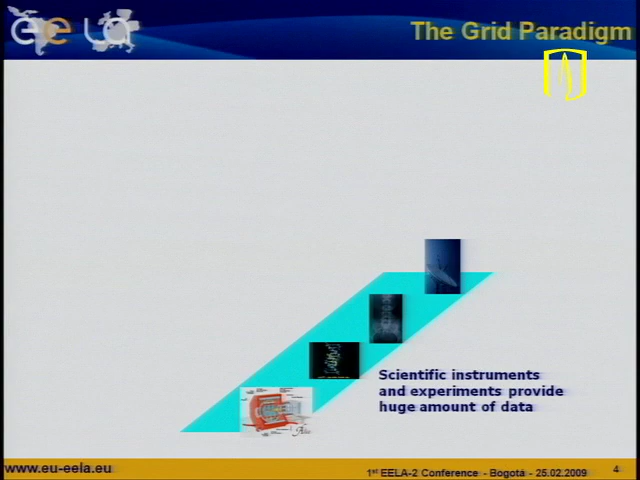 eela
The Grid Paradigm
Scientific instruments
and experiments provide
huge amount of data
www.eu-eela.eu
1st EELA-2 Conference - Bogotá - 25.02.2009
4